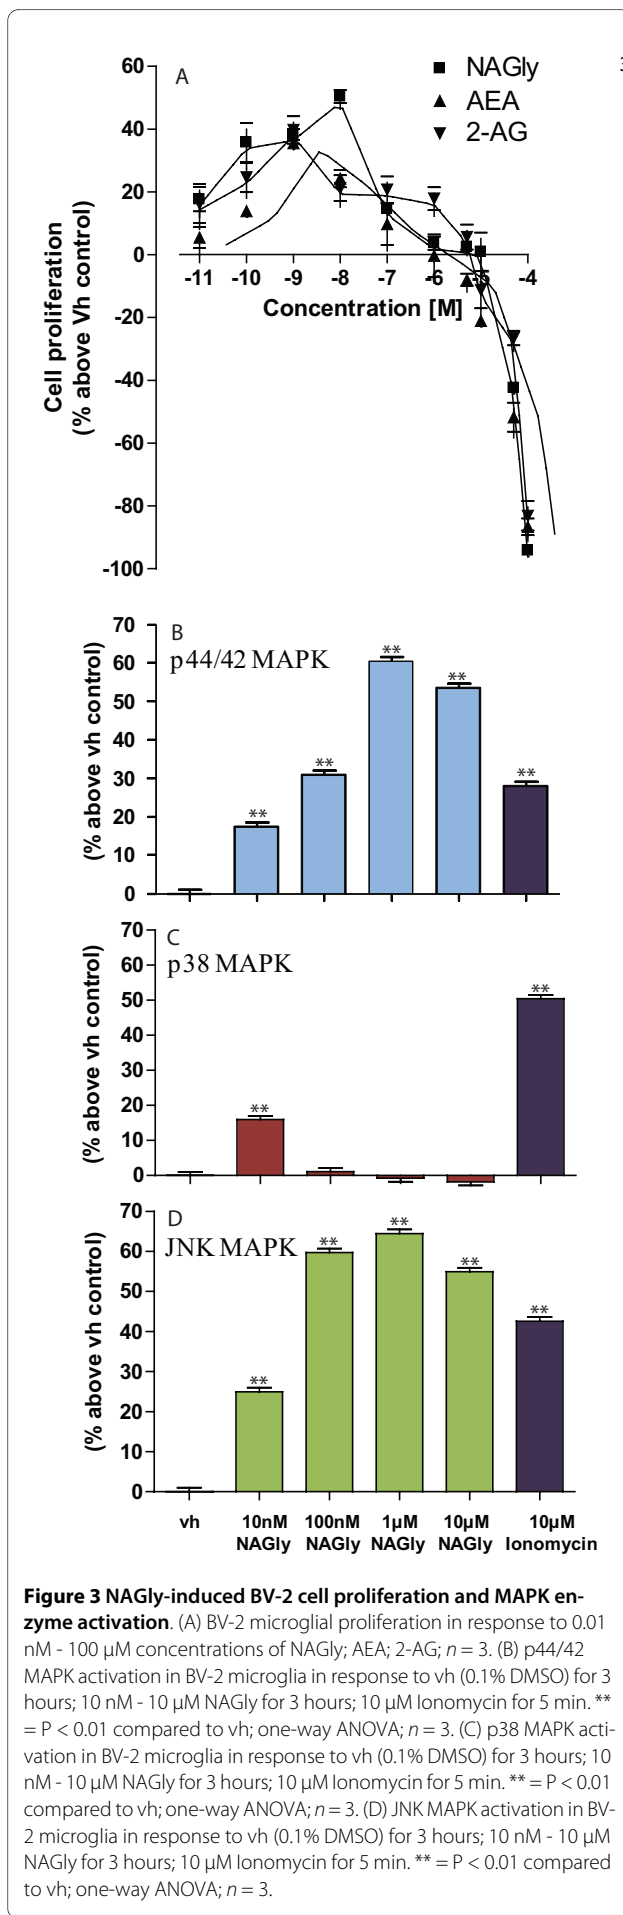 3
A
NAGly
AEA
2-AG
Cell proliferation
(% above Vh control)
60
40
20
0
-20
-40
-60
-80
-100
-11 -10 -9 -8 -7 -6 -5 -4
Concentration [M]
B
p44/42 MAPK
(% above vh control)
70
60
50
40
30
20
10
0
** ** ** ** **
C
p38 MAPK
(% above vh control)
70
60
50
40
30
20
10
0
** **
D
JNK MAPK
(% above vh control)
70
60
50
40
30
20
10
0
** ** ** ** **
vh 10nM 100nM 1µM 10µM 10µM
NAGly NAGly NAGly NAGly Ionomycin
Figure 3 NAGly-induced BV-2 cell proliferation and MAPK en-
zyme activation. (A) BV-2 microglial proliferation in response to 0.01
nM - 100 µM concentrations of NAGly; AEA; 2-AG; n = 3. (B) p44/42
MAPK activation in BV-2 microglia in response to vh (0.1% DMSO) for 3
hours; 10 nM - 10 µM NAGly for 3 hours; 10 µM Ionomycin for 5 min. **
= P < 0.01 compared to vh; one-way ANOVA; n = 3. (C) p38 MAPK acti-
vation in BV-2 microglia in response to vh (0.1% DMSO) for 3 hours; 10
nM - 10 µM NAGly for 3 hours; 10 µM Ionomycin for 5 min. ** = P < 0.01
compared to vh; one-way ANOVA; n = 3. (D) JNK MAPK activation in BV-
2 microglia in response to vh (0.1% DMSO) for 3 hours; 10 nM - 10 µM
NAGly for 3 hours; 10 µM Ionomycin for 5 min. ** = P < 0.01 compared
to vh; one-way ANOVA; n = 3.